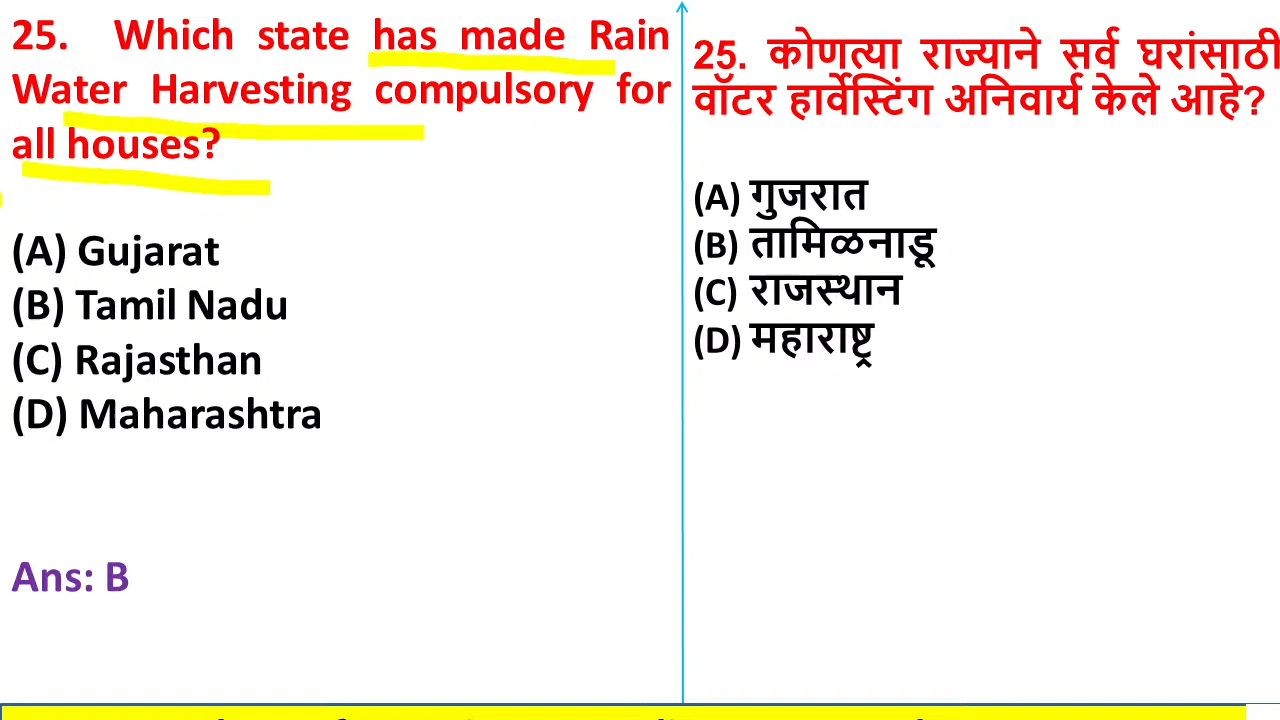 25. Which state has made Rain
Water Harvesting compulsory for
all houses?
(A) Gujarat
(B) Tamil Nadu
(C) Rajasthan
(D) Maharashtra
Ans: B
25. कोणत्या राज्याने सर्व घरांसाठी
वॉटर हार्वेस्टिंग अनिवार्य केले आहे?
(A) गुजरात
(B) तामिळनाडू
(C) राजस्थान
(D) महाराष्ट्र